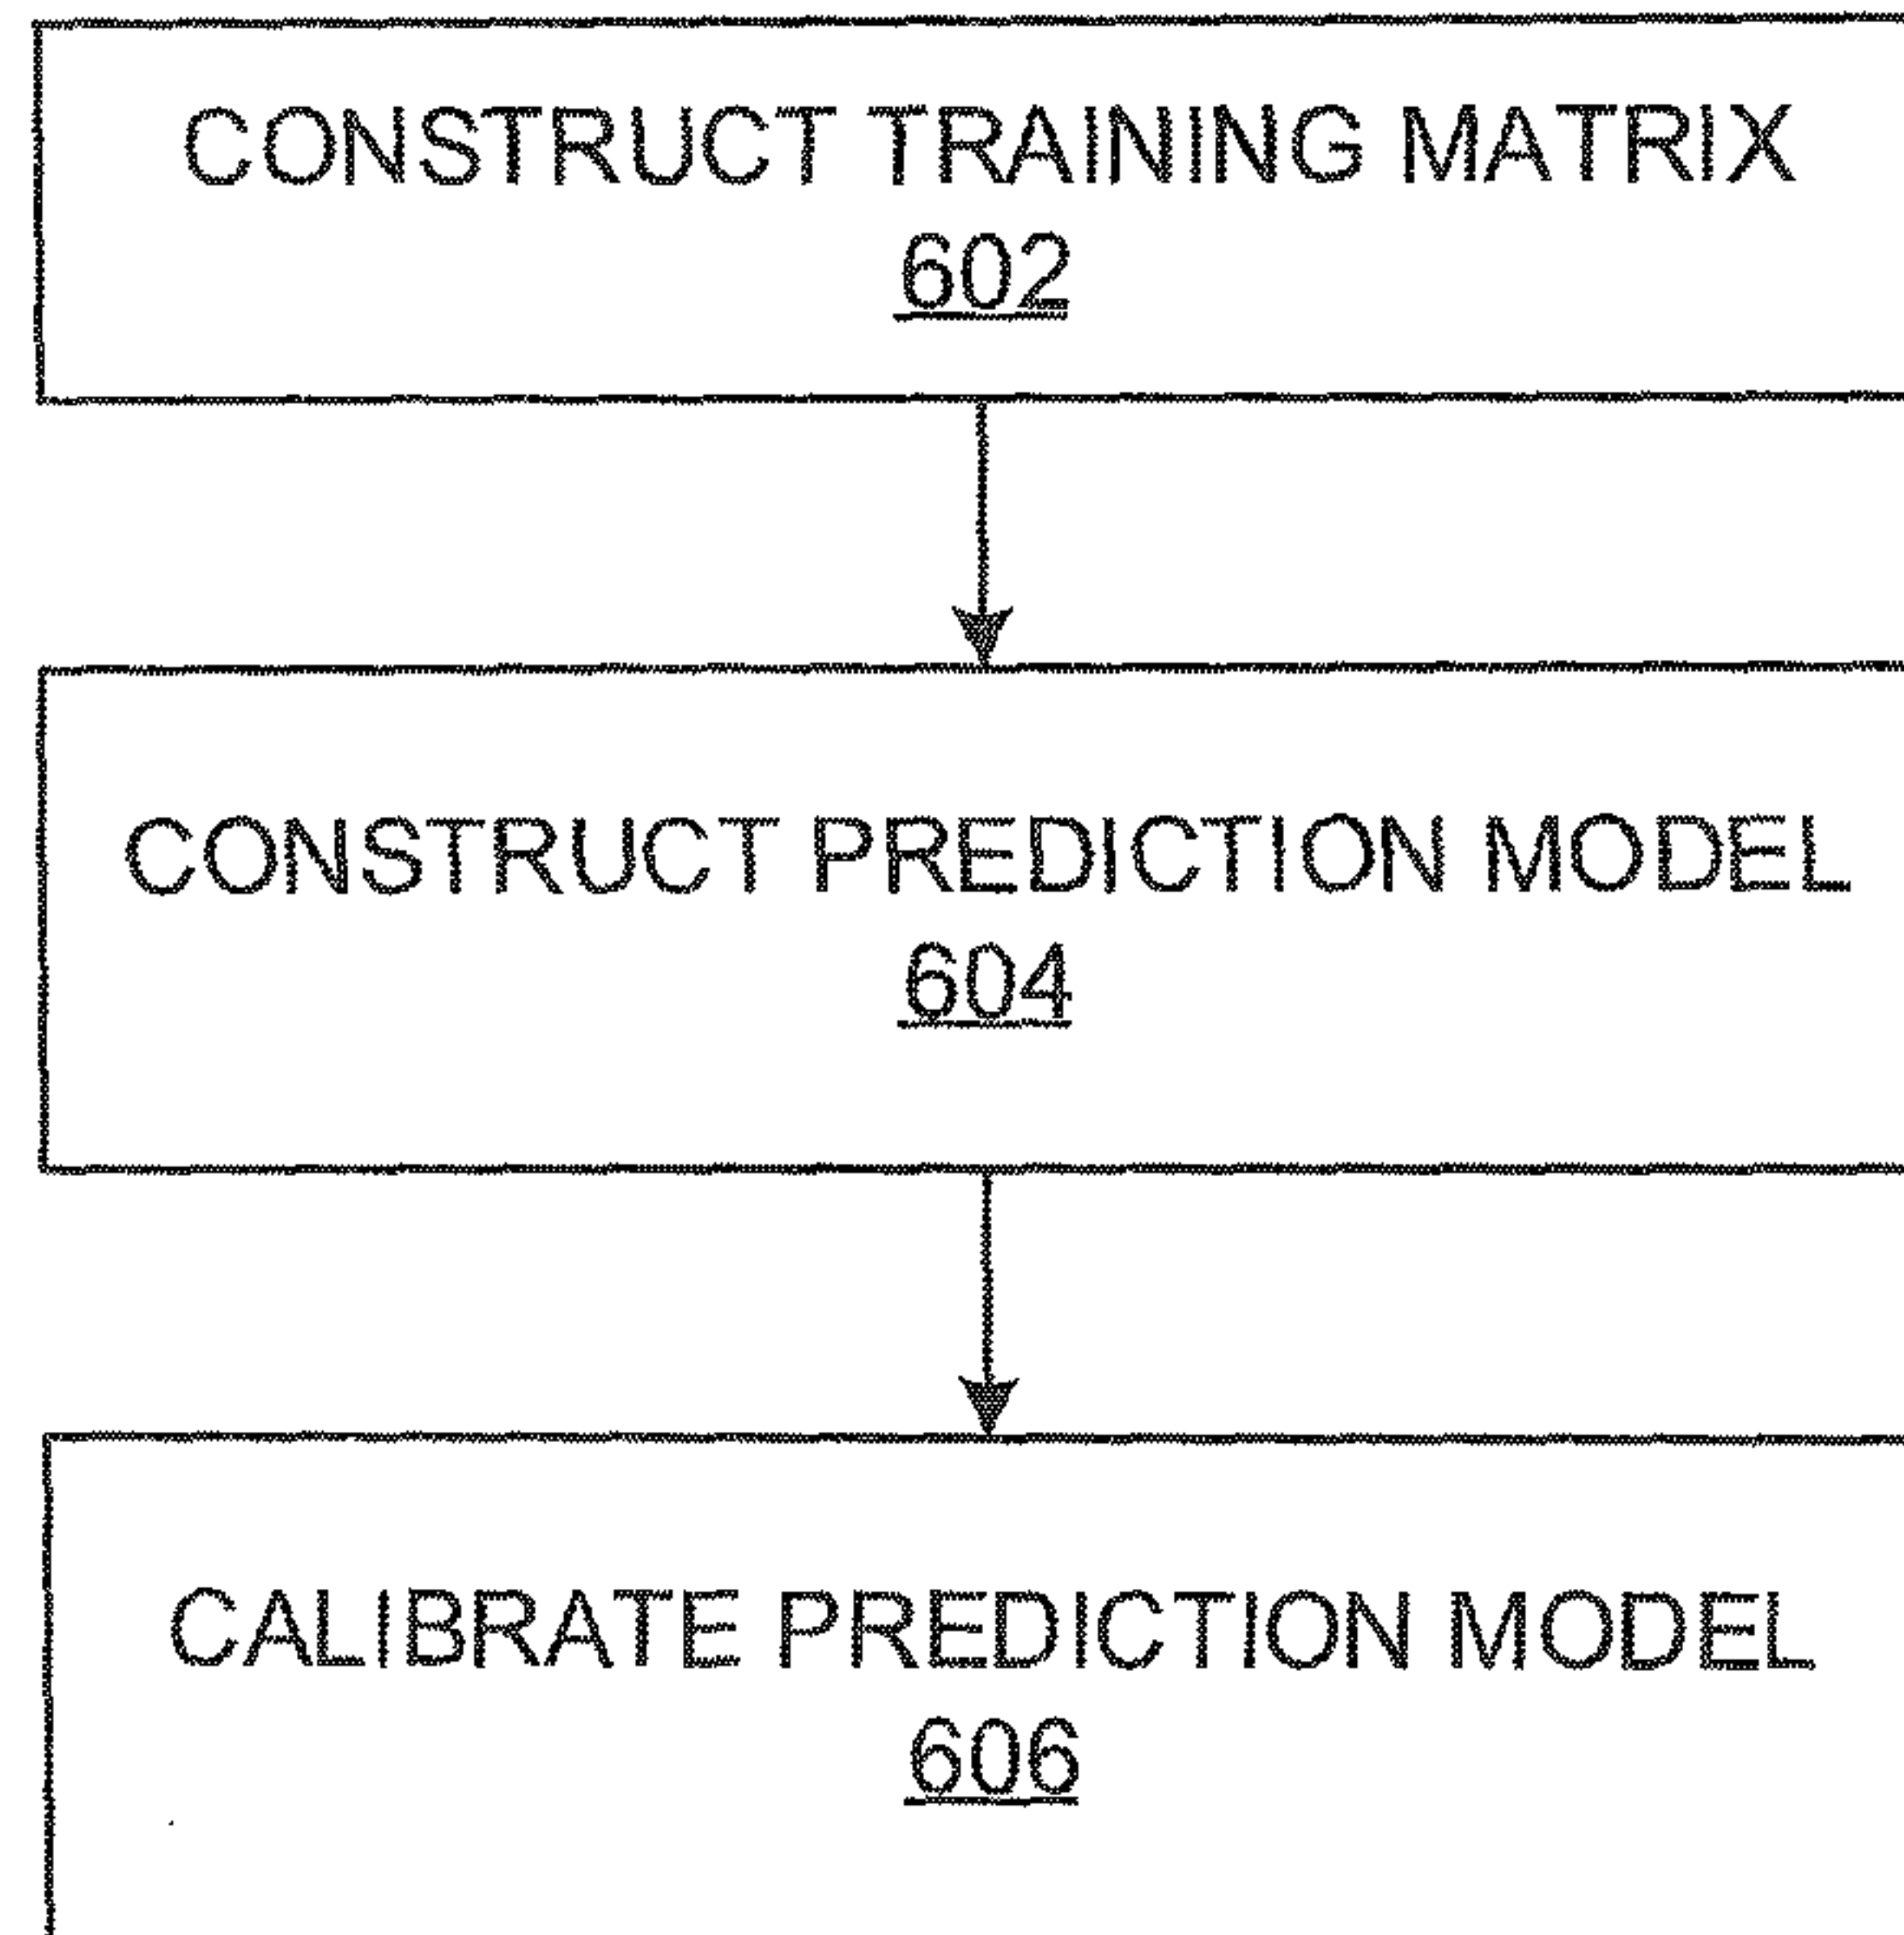 CONSTRUCT TRAINING MATRIX
602
CONSTRUCT PREDICTION MODEL
604
CALIBRATE PREDICTION MODEL
606